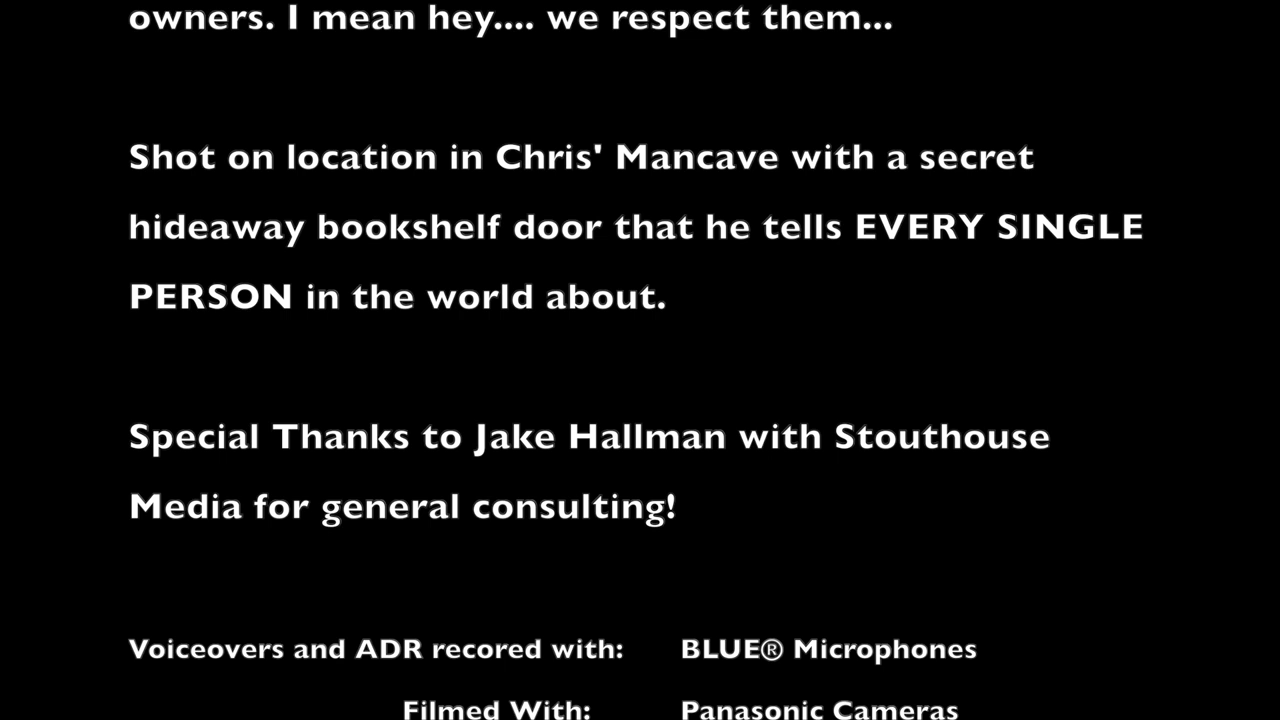 owners. I mean hey.... we respect them...
Shot on location in Chris' Mancave with a secret
hideaway bookshelf door that he tells EVERY SINGLE
PERSON in the world about.
Special Thanks to Jake Hallman with Stouthouse
Media for general consulting!
Voiceovers and ADR recored with: BLUE® Microphones
Filmed With: Panasonic Cameras